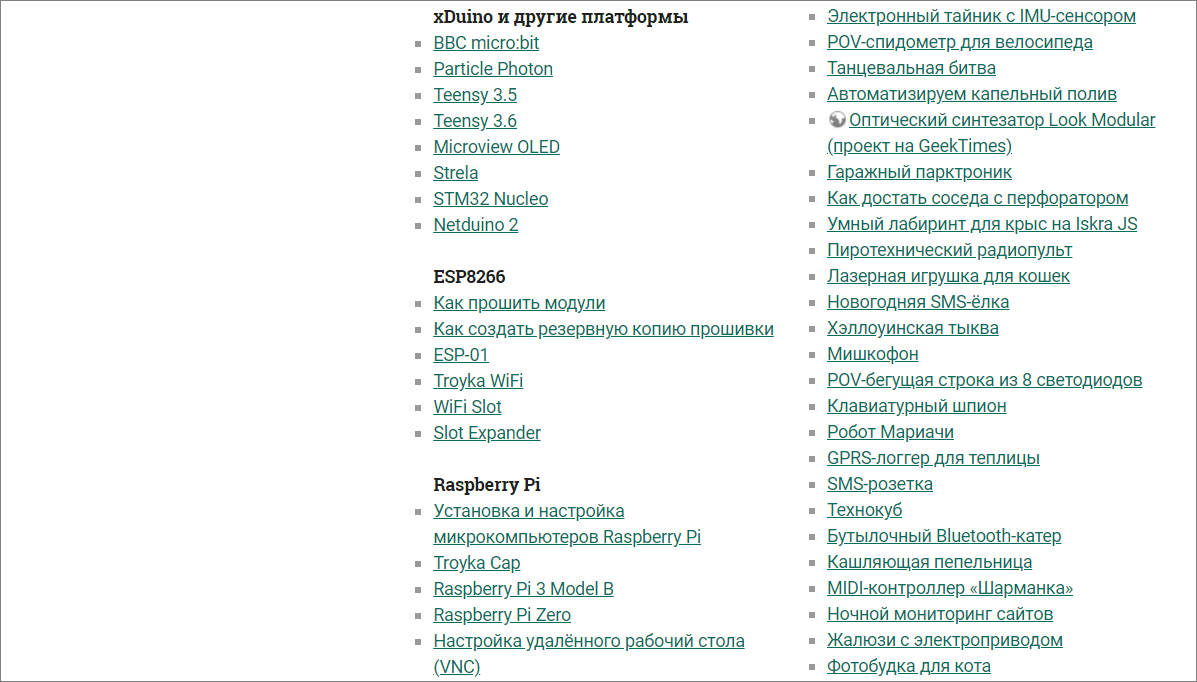 xDuino и другие платформы
BBC micro:bit
Particle Photon
Teensy 3.5
Teensy 3.6
Microview OLED
Strela
STM32 Nucleo
Netduino 2
ESP8266
Как прошить модули
Как создать резервную копию прошивки
ESP-01
Troyka WiFi
WiFi Slot
Slot Expander
Raspberry Pi
Установка и настройка
микрокомпьютеров Raspberry Pi
Troyka Cap
Raspberry Pi 3 Model B
Raspberry Pi Zero
Настройка удалённого рабочий стола
(VNC)
Электронный тайник с IMU-сенсором
POV-спидометр для велосипеда
Танцевальная битва
Автоматизируем капельный полив
Оптический синтезатор Look Modular
(проект на GeekTimes)
Гаражный парктроник
Как достать соседа с перфоратором
Умный лабиринт для крыс на Iskra JS
Пиротехнический радиопульт
Лазерная игрушка для кошек
Новогодняя SMS-ёлка
Хэллоуинская тыква
Мишкофон
POV-бегущая строка из 8 светодиодов
Клавиатурный шпион
Робот Мариачи
GPRS-логгер для теплицы
SMS-розетка
Технокуб
Бутылочный Bluetooth-катер
Кашляющая пепельница
MIDI-контроллер «Шарманка»
Ночной мониторинг сайтов
Жалюзи с электроприводом
Фотобудка для кота